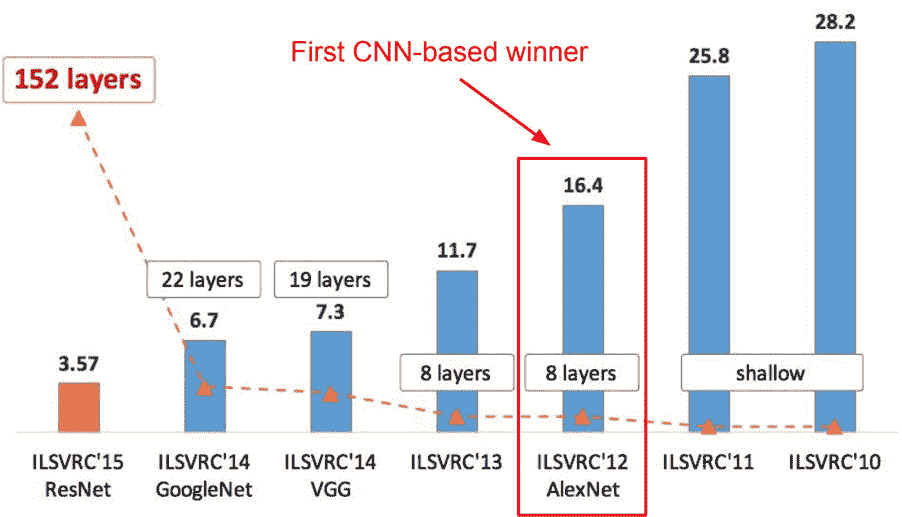 First CNN-based winner
152 layers
28.2
25.8
16.4
11.7
22 layers
19 layers
6.7
7.3
3.57
8 layers
8 layers
shallow
ILSVRC'15
ResNet
ILSVRC'14
GoogleNet
ILSVRC'14
VGG
ILSVRC'13
ILSVRC'12
AlexNet
ILSVRC'11
ILSVRC'10